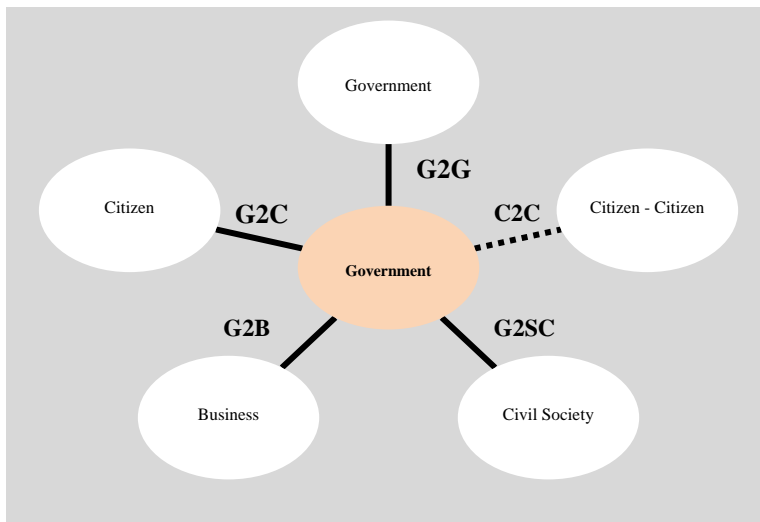 Government
G2G
Citizen
G2C
C2C
Citizen - Citizen
Government
G2B
G2SC
Business
Civil Society